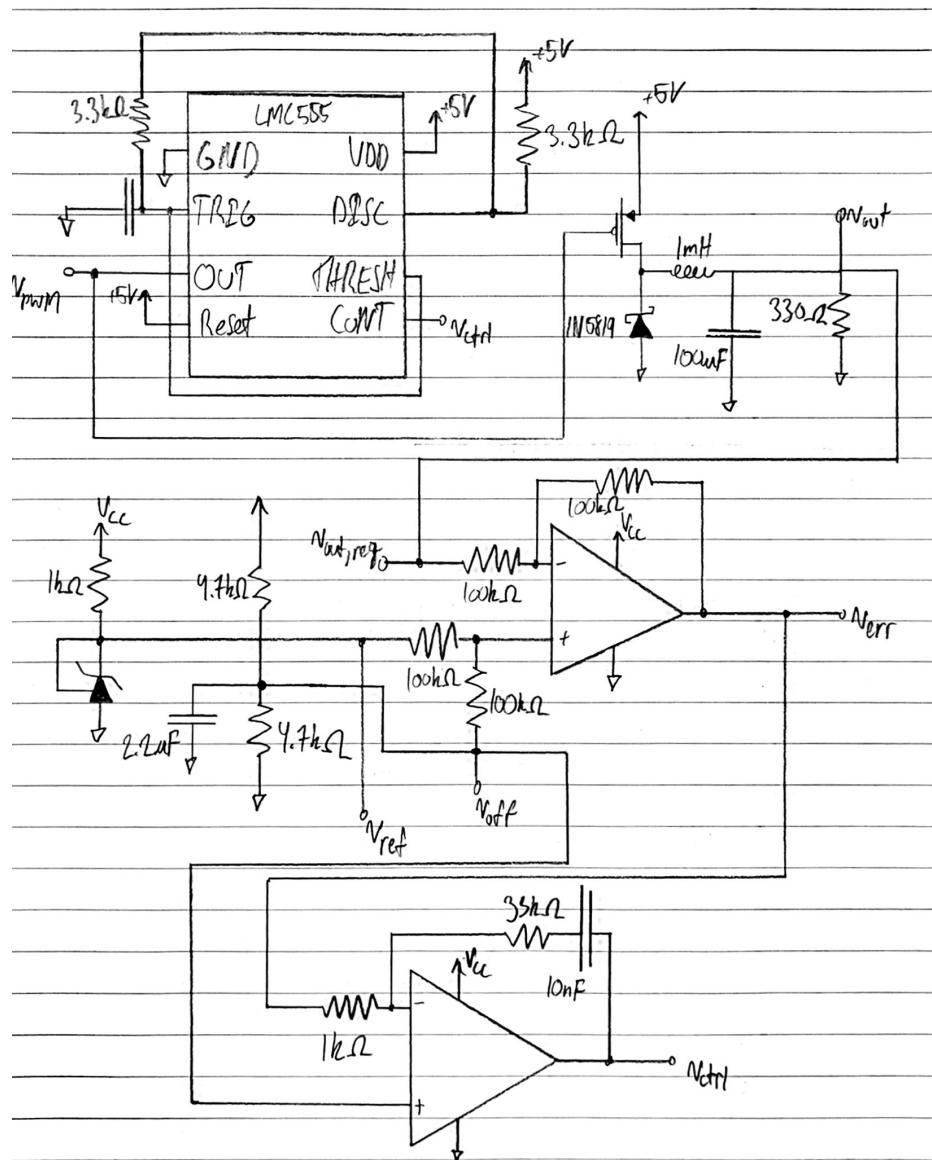 +5V
+5V
3.3kΩ
LMC555
+5V
3.3kΩ
GND
VDD
TRIG
DISC
Vout
1mH
Vpwm
OUT
THRESH
+5V
Reset
CONT
Vctrl
1N5819
100uF
330Ω
100kΩ
Vcc
Vcc
Vout,reg
1kΩ
4.7kΩ
100kΩ
-
Verr
+
100kΩ
100kΩ
2.2uF
4.7kΩ
Voff
Vref
33kΩ
Vcc
10nF
-
1kΩ
Vctrl
+